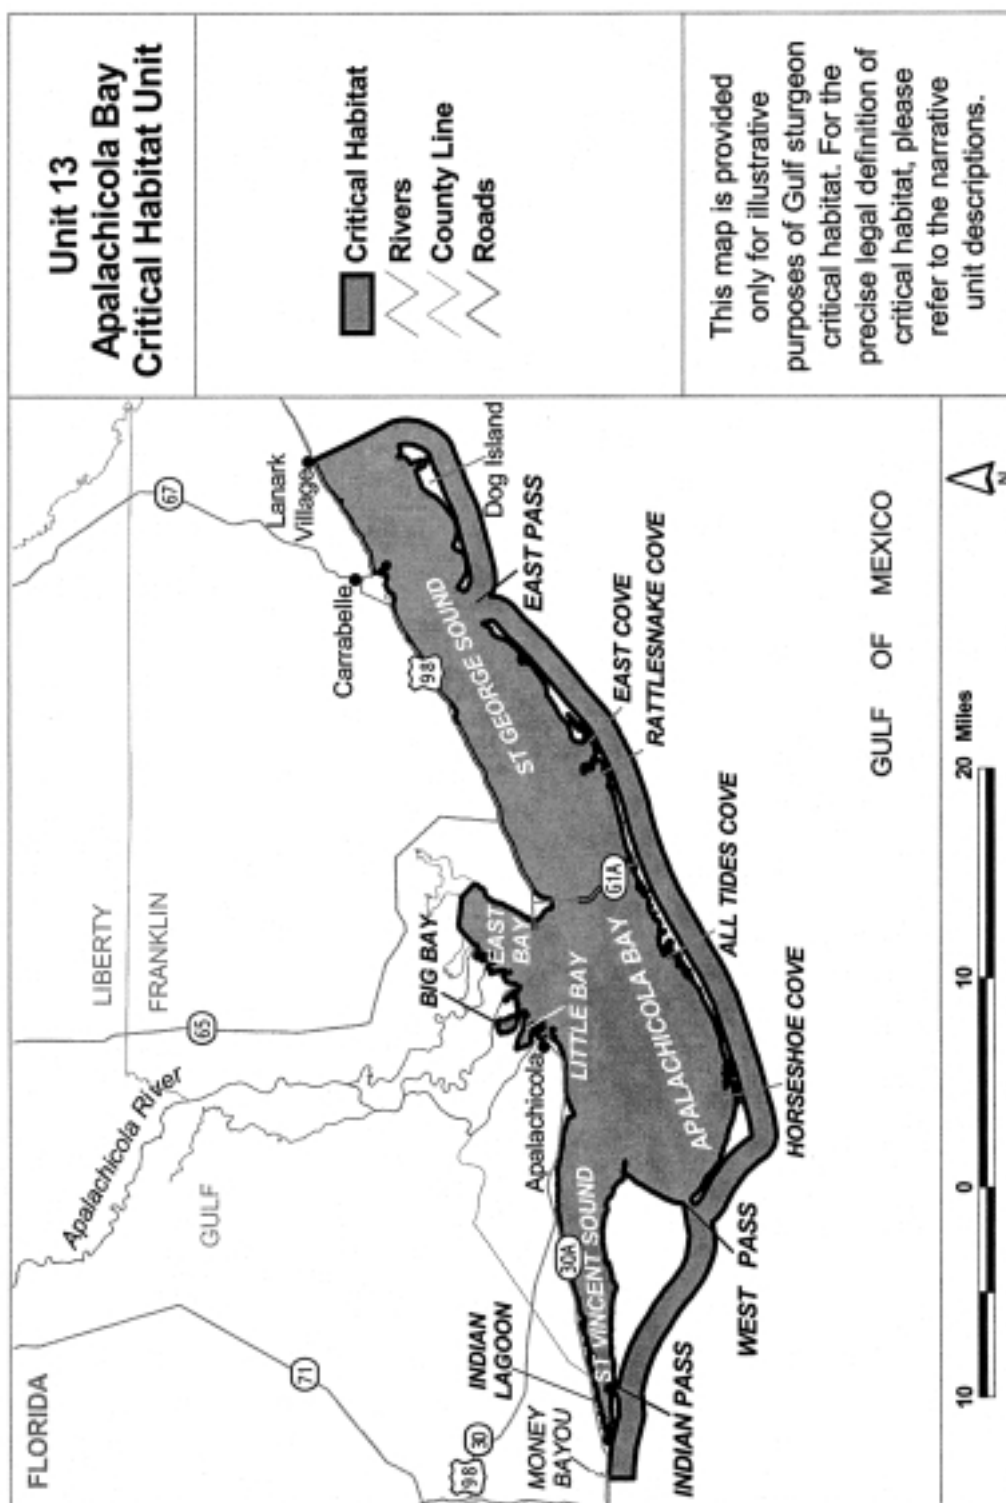 Unit 13
Apalachicola Bay
Critical Habitat Unit
Critical Habitat
Rivers
County Line
Roads
This map is provided
only for illustrative
purposes of Gulf sturgeon
critical habitat. For the
precise legal definition of
critical habitat, please
refer to the narrative
unit descriptions.
FLORIDA
LIBERTY
FRANKLIN
GULF
Apalachicola River
71
65
67
98
30
MONEY
BAYOU
INDIAN
LAGOON
30A
Apalachicola
BIG BAY
EAST
BAY
LITTLE BAY
Carrabelle
Lanark
Village
98
ST GEORGE SOUND
ST VINCENT SOUND
APALACHICOLA BAY
G1A
Dog Island
EAST PASS
EAST COVE
RATTLESNAKE COVE
ALL TIDES COVE
HORSESHOE COVE
WEST PASS
INDIAN PASS
GULF OF MEXICO
10 0 10 20 Miles
N